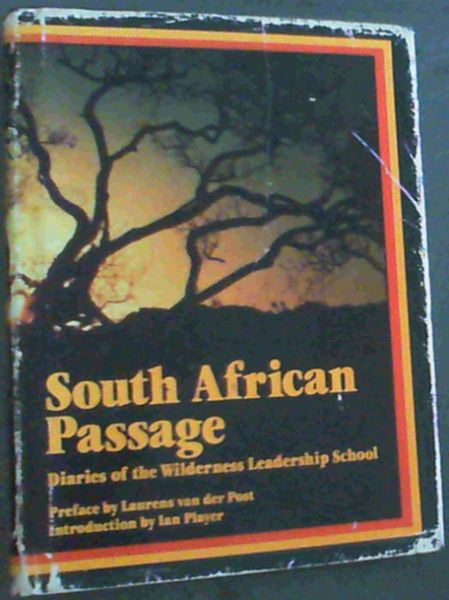 South African
Passage
Diaries of the Wilderness Leadership School
Preface by Laurens van der Post
Introduction by Ian Player